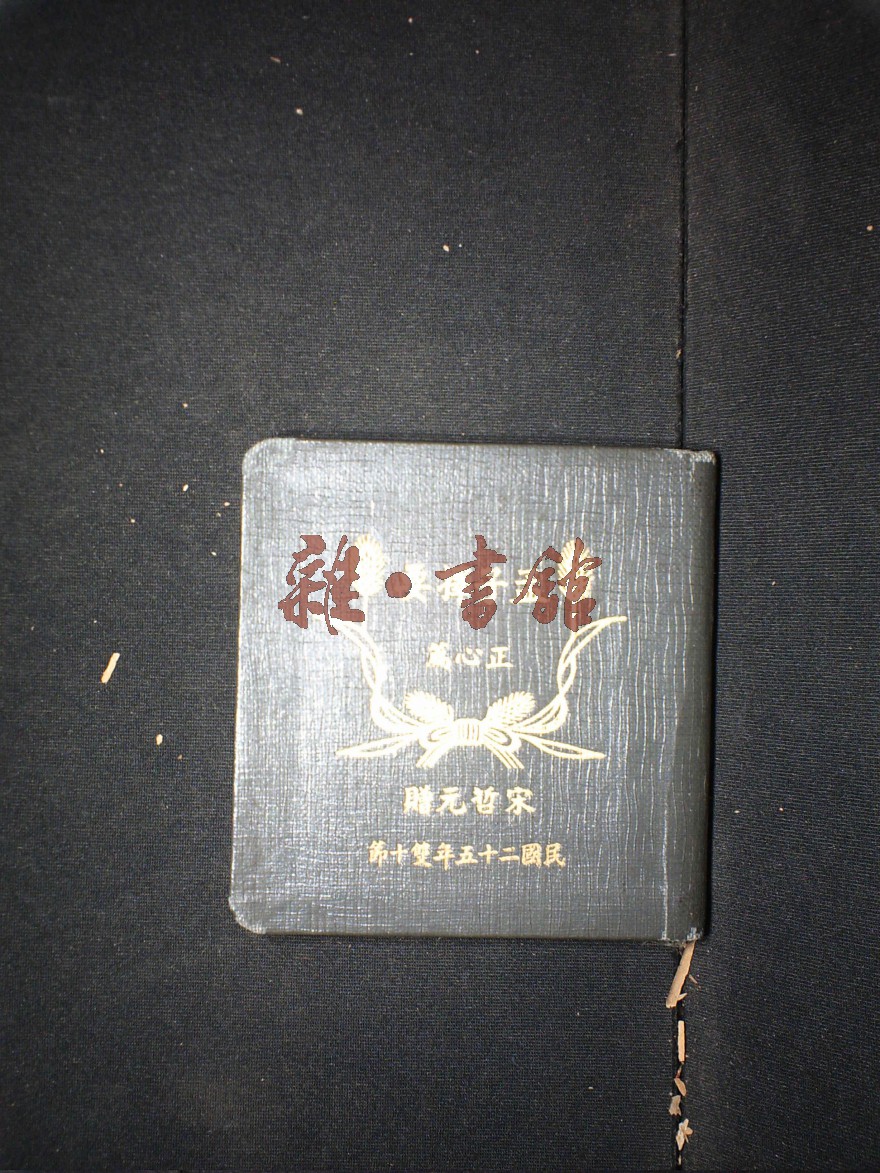 雜·書館
正心篇
宋哲元贈
民國二十五年雙十節